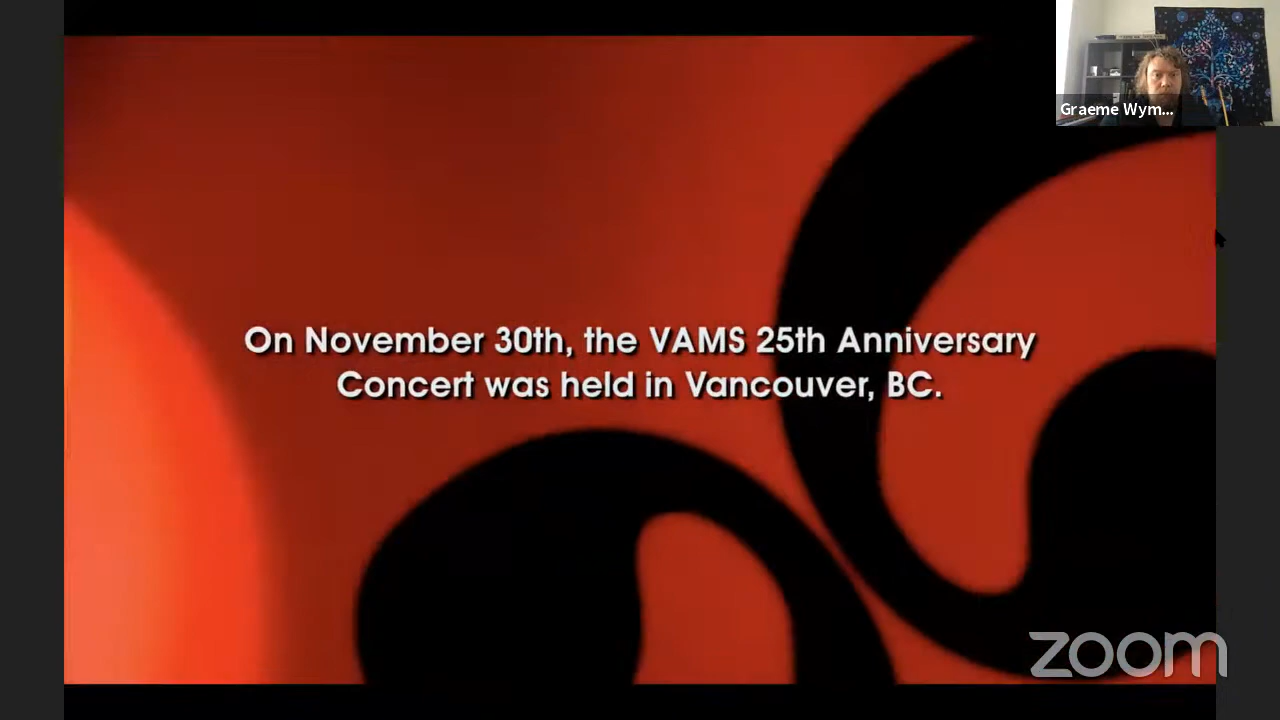 Graeme Wym...
On November 30th, the VAMS 25th Anniversary
Concert was held in Vancouver, BC.
zoom